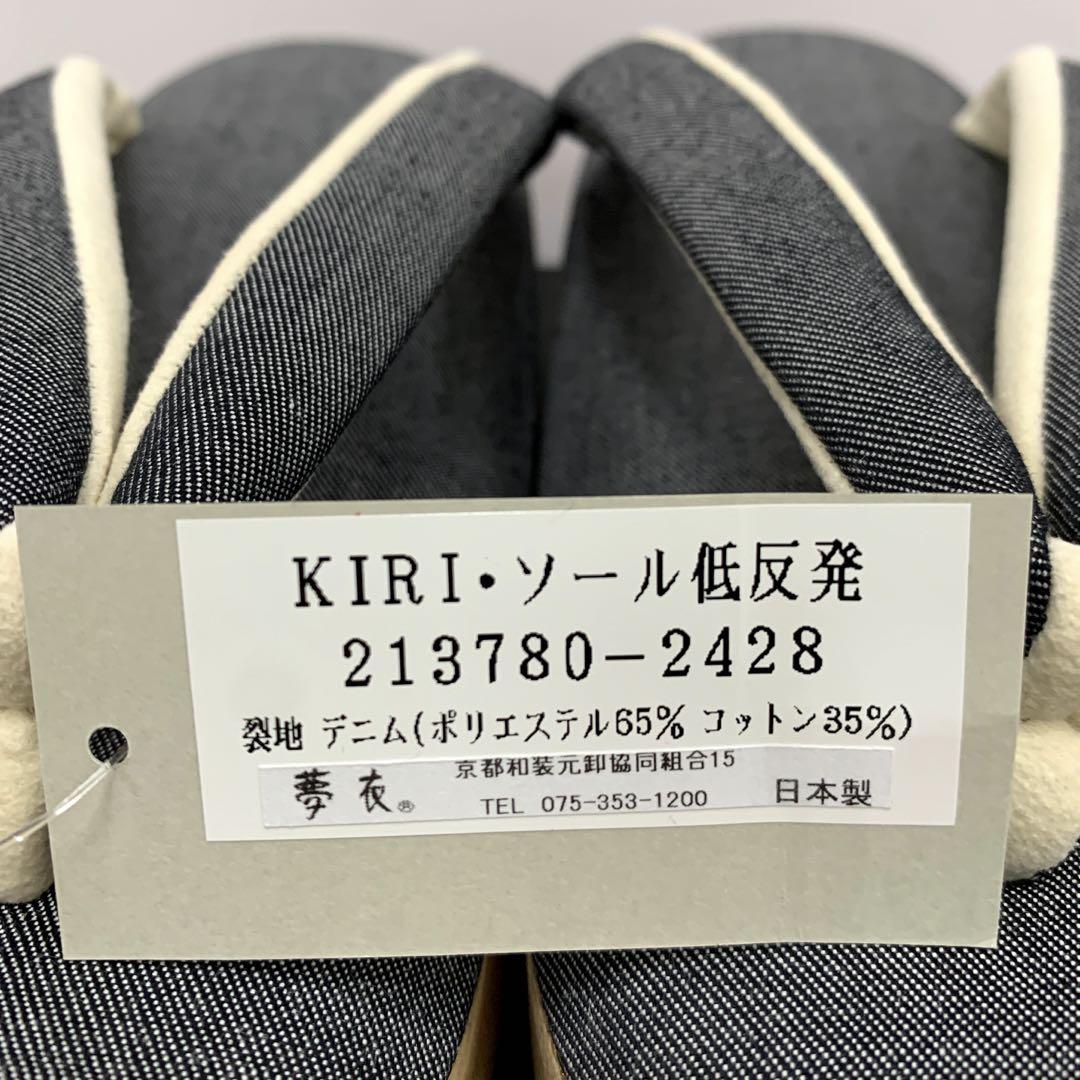 KIRI・ソール低反発
213780-2428
裂地 デニム(ポリエステル65% コットン35%)
京都和装元卸協同組合15
夢衣® TEL 075-353-1200 日本製